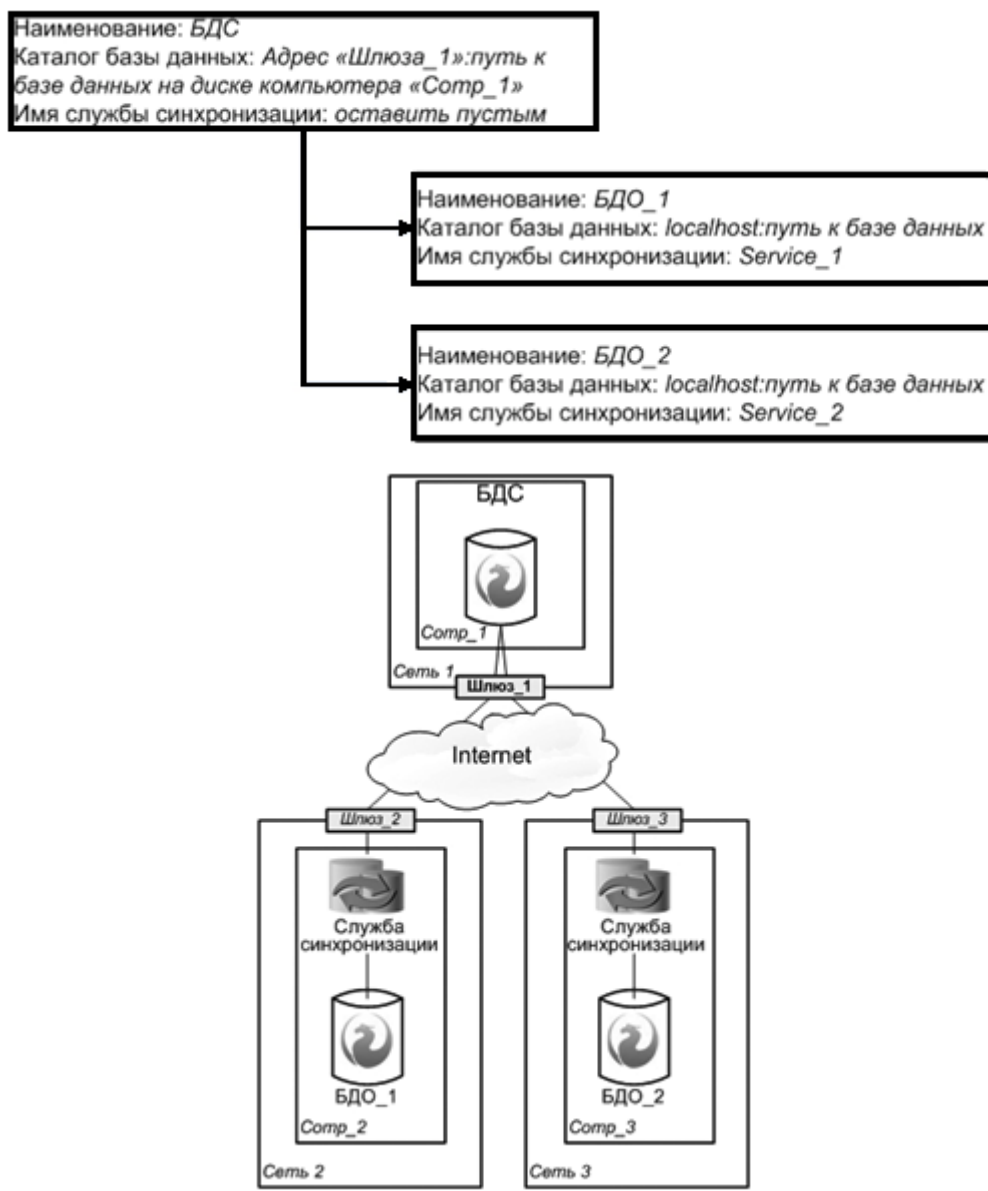 Наименование: БДС
Каталог базы данных: Адрес «Шлюза_1»:путь к
базе данных на диске компьютера «Comp_1»
Имя службы синхронизации: оставить пустым
Наименование: БДО_1
Каталог базы данных: localhost:путь к базе данных
Имя службы синхронизации: Service_1
Наименование: БДО_2
Каталог базы данных: localhost:путь к базе данных
Имя службы синхронизации: Service_2
БДС
Comp_1
Сеть 1
Шлюз_1
Internet
Шлюз_2
Служба
синхронизации
БДО_1
Comp_2
Сеть 2
Шлюз_3
Служба
синхронизации
БДО_2
Comp_3
Сеть 3